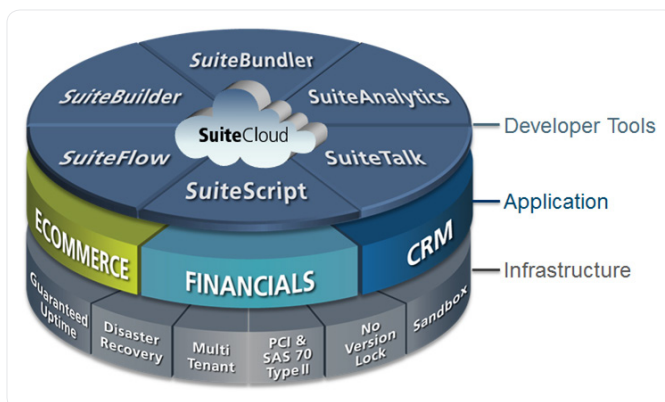 SuiteBundler
SuiteBuilder
SuiteAnalytics
SuiteCloud
SuiteFlow
SuiteTalk
SuiteScript
Developer Tools
ECOMMERCE
FINANCIALS
CRM
Application
Guaranteed
Uptime
Disaster
Recovery
Multi
Tenant
PCI &
SAS 70
Type II
No
Version
Lock
Sandbox
Infrastructure